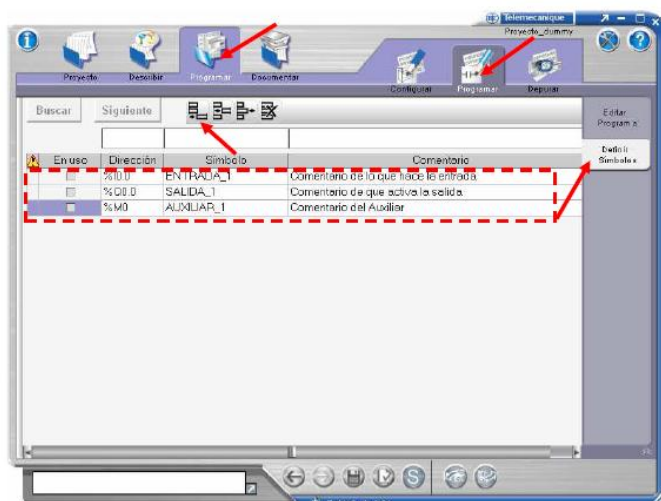 Telemecanique
Proyecto_dummy
Proyecto
Describir
Programar
Documentar
Configurar
Programar
Depurar
Buscar
Siguiente
Editar
Programa
Definir
Símbolos
En uso Dirección Símbolo Comentario
%I0.0 ENTRADA_1 Comentario de lo que hace la entrada
%Q0.0 SALIDA_1 Comentario de que activa la salida
%M0 AUXILIAR_1 Comentario del Auxiliar